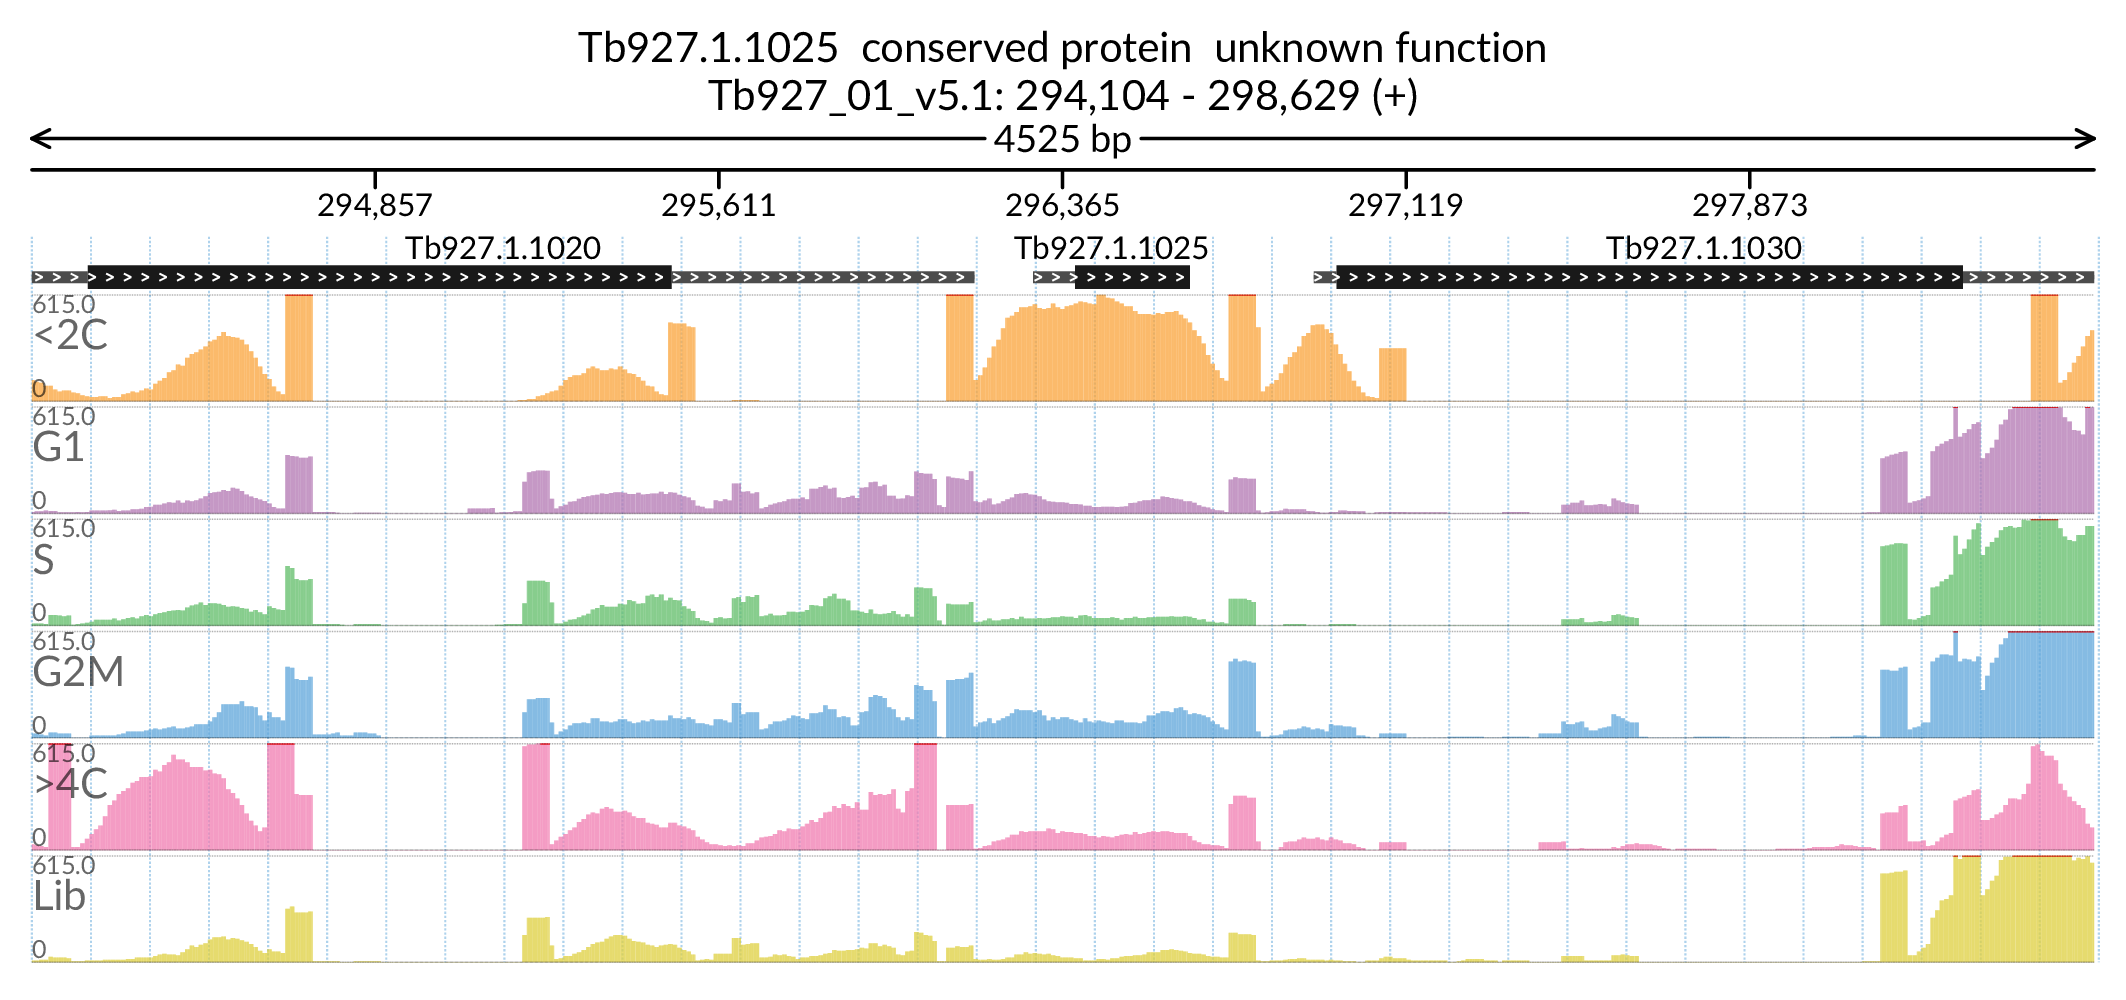 Tb927.1.1025  conserved protein  unknown function
Tb927_01_v5.1: 294,104 - 298,629 (+)
4525 bp
294,857 295,611 296,365 297,119 297,873
Tb927.1.1020 Tb927.1.1025 Tb927.1.1030
615.0
<2C
0
615.0
G1
0
615.0
S
0
615.0
G2M
0
615.0
>4C
0
615.0
Lib
0